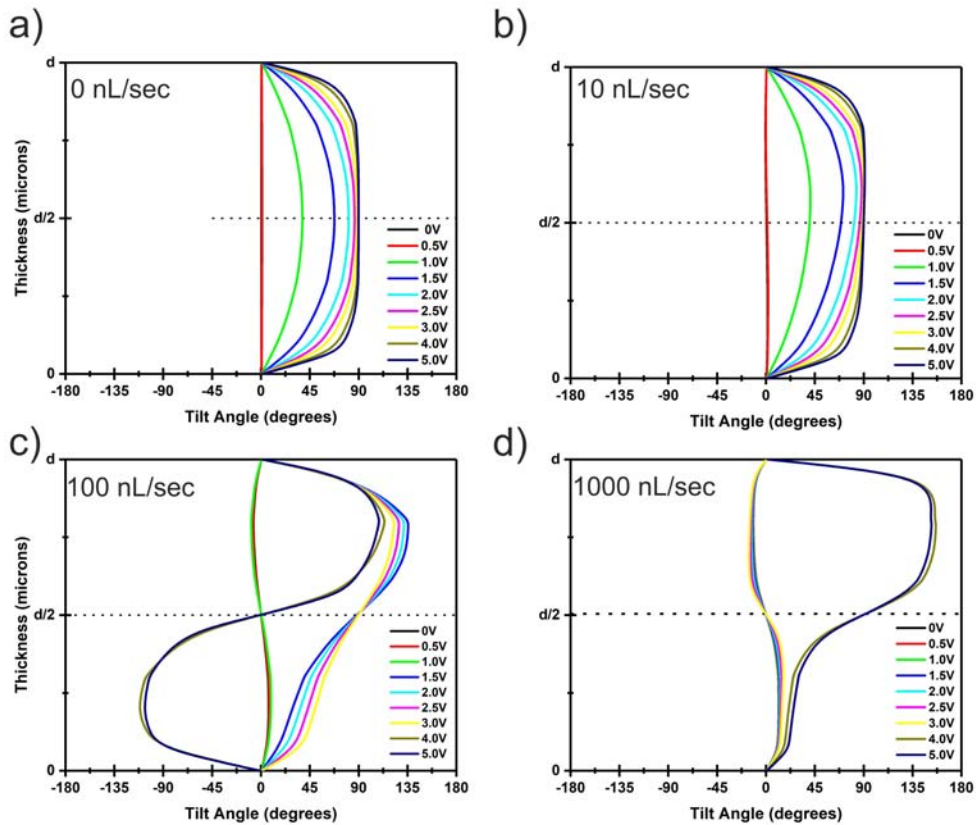 a)
0 nL/sec
Thickness (microns)
d
d/2
0
0V
0.5V
1.0V
1.5V
2.0V
2.5V
3.0V
4.0V
5.0V
-180 -135 -90 -45 0 45 90 135 180
Tilt Angle (degrees)
b)
10 nL/sec
d
d/2
0
0V
0.5V
1.0V
1.5V
2.0V
2.5V
3.0V
4.0V
5.0V
-180 -135 -90 -45 0 45 90 135 180
Tilt Angle (degrees)
c)
100 nL/sec
Thickness (microns)
d
d/2
0
0V
0.5V
1.0V
1.5V
2.0V
2.5V
3.0V
4.0V
5.0V
-180 -135 -90 -45 0 45 90 135 180
Tilt Angle (degrees)
d)
1000 nL/sec
d
d/2
0
0V
0.5V
1.0V
1.5V
2.0V
2.5V
3.0V
4.0V
5.0V
-180 -135 -90 -45 0 45 90 135 180
Tilt Angle (degrees)